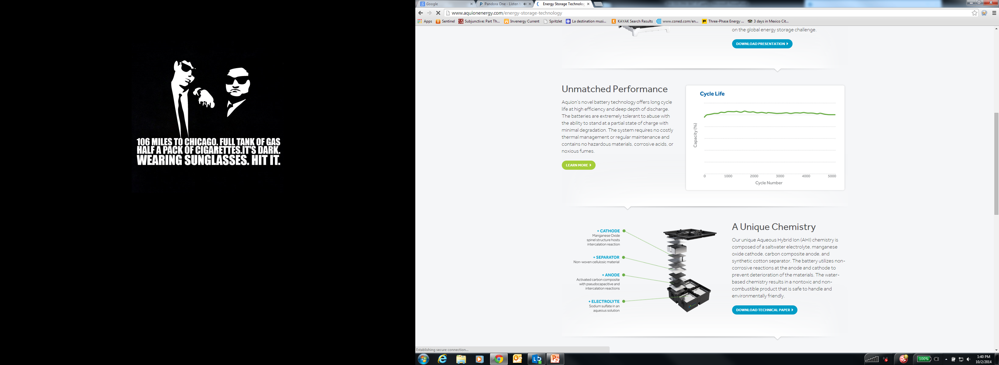 106 MILES TO CHICAGO. FULL TANK OF GAS
HALF A PACK OF CIGARETTES.IT'S DARK.
WEARING SUNGLASSES. HIT IT.
Google
Pandora One - Listen t
Energy Storage Technolog
www.aquionenergy.com/energy-storage-technology
Apps
Sentinel
Subjunctive: Part Th...
Invenergy Current
Spritzlet
La destination musi...
KAYAK Search Results
www.coned.com/en...
Three-Phase Energy ...
3 days in Mexico Cit...
on the global energy storage challenge.
DOWNLOAD PRESENTATION
Unmatched Performance
Aquion's novel battery technology offers long cycle
life at high efficiency and deep depth of discharge.
The batteries are extremely tolerant to abuse with
the ability to stand at a partial state of charge with
minimal degradation. The system requires no costly
thermal management or regular maintenance and
contains no hazardous materials, corrosive acids, or
noxious fumes.
LEARN MORE
Cycle Life
Capacity (%)
0 1000 2000 3000 4000 5000
Cycle Number
+ CATHODE
Manganese Oxide
spinel structure hosts
intercalation reaction
+ SEPARATOR
Non-woven cellulosic material
+ ANODE
Activated carbon composite
with pseudocapacitive and
intercalation reactions
+ ELECTROLYTE
Sodium sulfate in an
aqueous solution
A Unique Chemistry
Our unique Aqueous Hybrid Ion (AHI) chemistry is
composed of a saltwater electrolyte, manganese
oxide cathode, carbon composite anode, and
synthetic cotton separator. The battery utilizes non-
corrosive reactions at the anode and cathode to
prevent deterioration of the materials. The water-
based chemistry results in a nontoxic and non-
combustible product that is safe to handle and
environmentally friendly.
DOWNLOAD TECHNICAL PAPER
Establishing secure connection...
100%
1:40 PM
10/2/2014